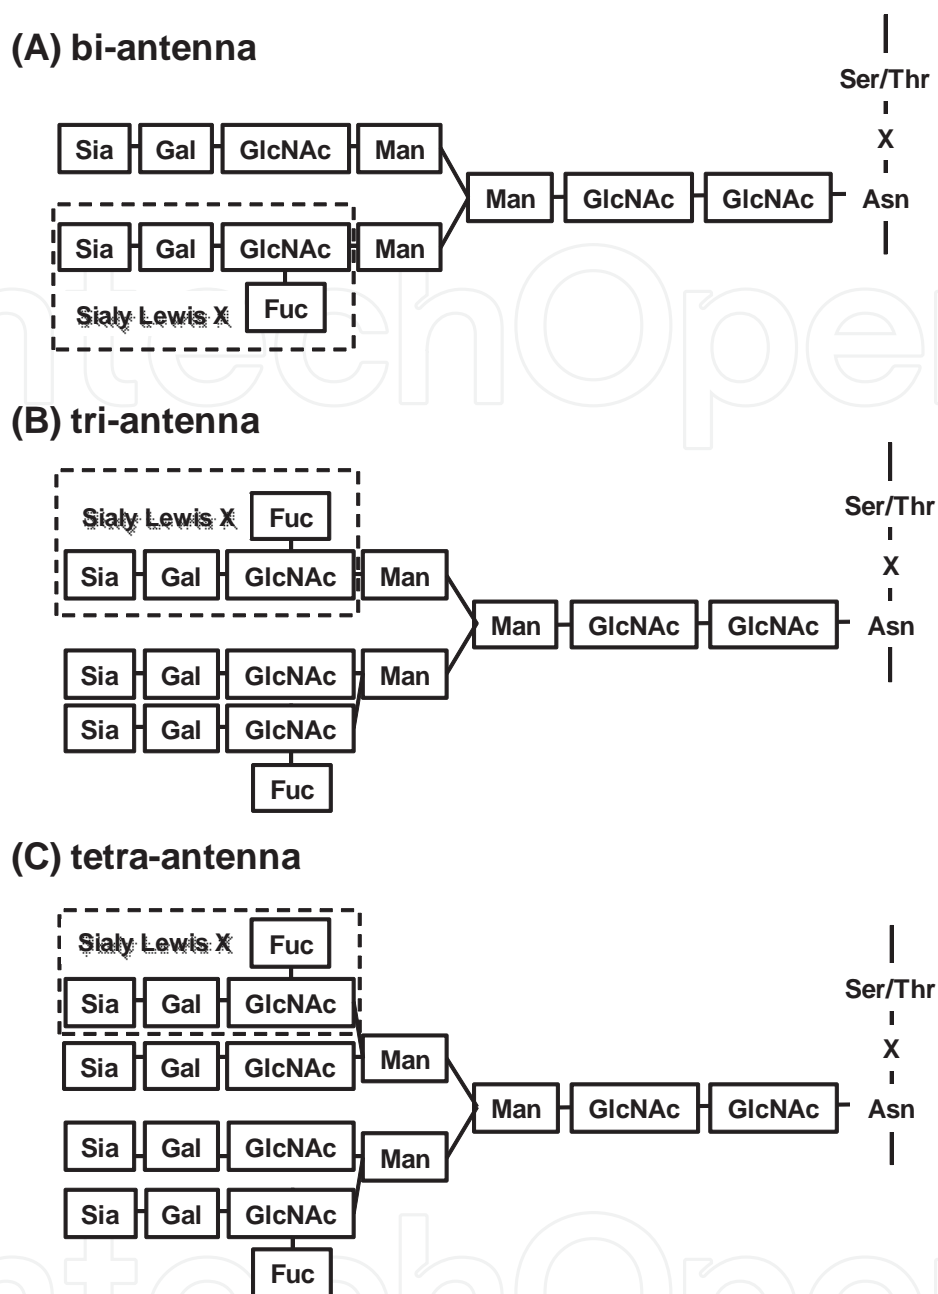 (A) bi-antenna
Ser/Thr
X
Sia Gal GlcNAc Man
Man GlcNAc GlcNAc Asn
Sia Gal GlcNAc Man
Sialy Lewis X Fuc
(B) tri-antenna
Sialy Lewis X Fuc
Ser/Thr
X
Sia Gal GlcNAc Man
Man GlcNAc GlcNAc Asn
Sia Gal GlcNAc Man
Sia Gal GlcNAc
Fuc
(C) tetra-antenna
Sialy Lewis X Fuc
Ser/Thr
Sia Gal GlcNAc
X
Sia Gal GlcNAc Man
Man GlcNAc GlcNAc Asn
Sia Gal GlcNAc Man
Sia Gal GlcNAc
Fuc